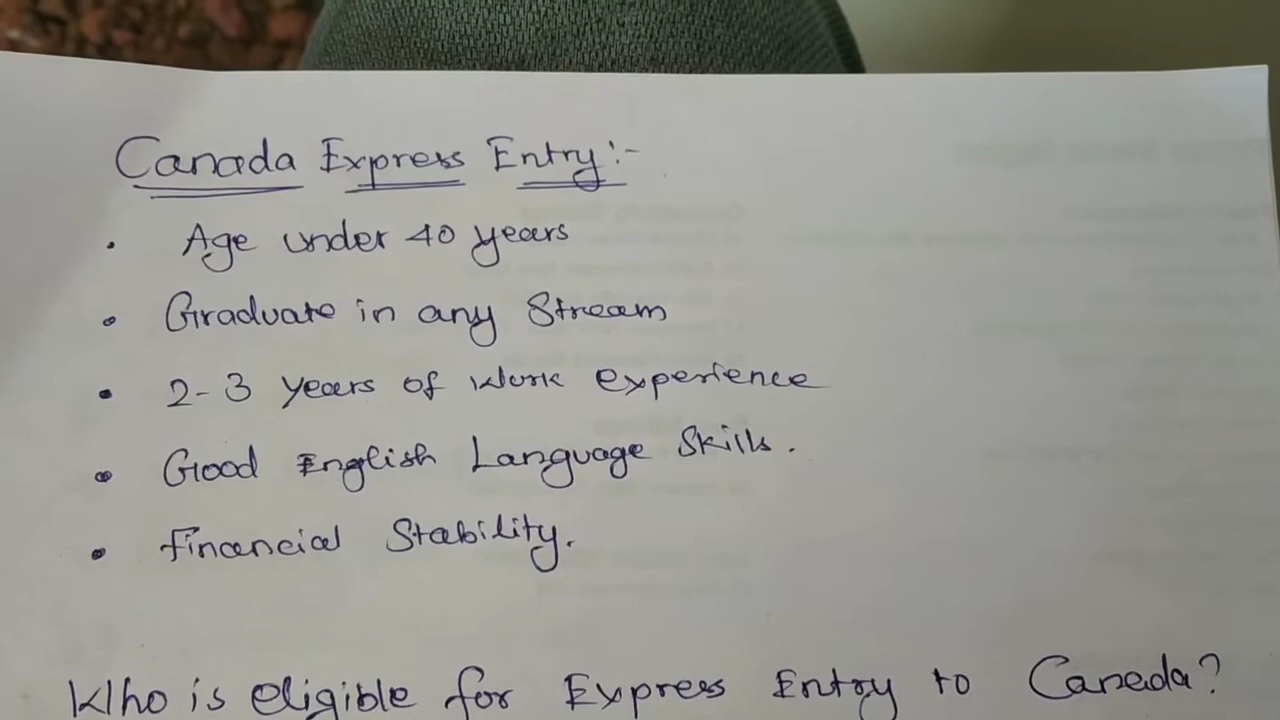 Canada Express Entry:-
• Age under 40 years
• Graduate in any Stream
• 2-3 years of work experience
• Good English Language Skills.
• Financial Stability.
Who is eligible for Express Entry to Canada?